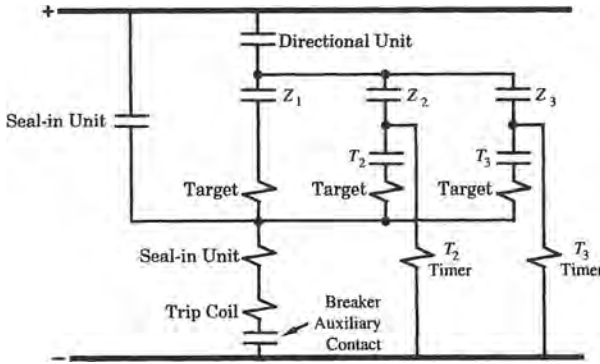 +
Directional Unit
Z1
Z2
Z3
Seal-in Unit
T2
T3
Target
Target
Target
Seal-in Unit
T2
Timer
T3
Timer
Trip Coil
Breaker
Auxiliary
Contact
−